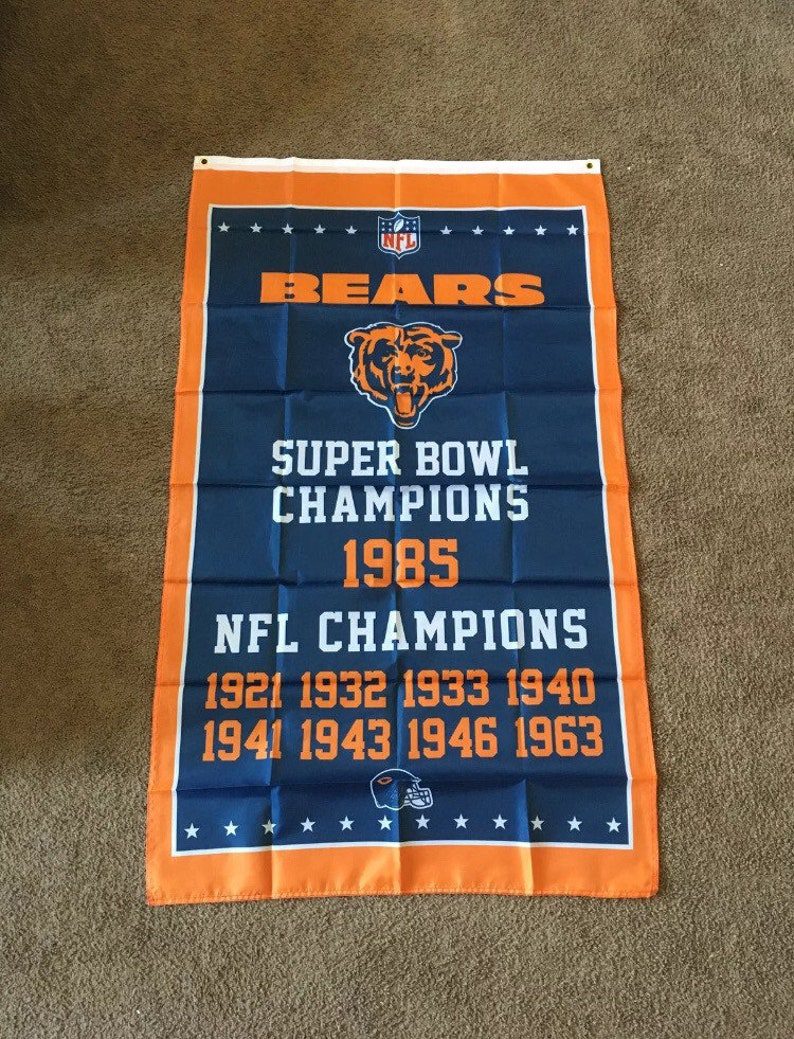 NFL
BEARS
SUPER BOWL
CHAMPIONS
1985
NFL CHAMPIONS
1921 1932 1933 1940
1941 1943 1946 1963